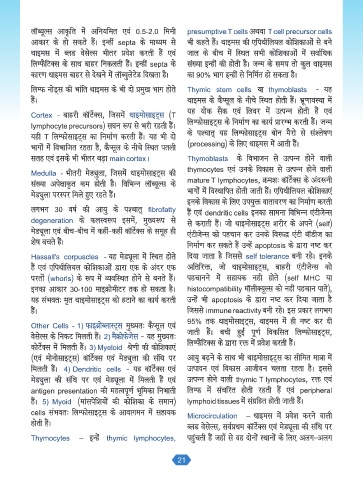 लॉब्यूल्स आकृति में अनियमित एवं 0.5-2.0 मिमी
आकार के हो सकते हैं। इन्हीं septa के माध्यम से
थाइमस में ब्लड वेसेल्स भीतर प्रवेश करती हैं एवं
लिम्फैटिक्स के साथ बाहर निकलती हैं। इन्हीं septa के
कारण थाइमस बाहर से देखने में लॉब्युलेटेड दिखता है।
लिम्फ नोड्स की भांति थाइमस के भी दो प्रमुख भाग होते
हैं।
Cortex - बाहरी कॉर्टेक्स, जिसमें थाइमोसाइट्स (T
lymphocyte precursors) सघन रूप से भरी रहती हैं।
यही T लिम्फोसाइट्स का निर्माण करती हैं। यह भी दो
भागों में विभाजित रहता है, कैप्सूल के नीचे स्थित पतली
सतह एवं इसके भी भीतर बड़ा main cortex।
Medulla - भीतरी मेडयुला, जिसमें थाइमोसाइट्स की
संख्या अपेक्षाकृत कम होती है। विभिन्न लॉब्यूल्स के
मेडयुला परस्पर मिले हुए रहते हैं।
लगभग 30 वर्ष की आयु के पश्चात् fibrofatty
degeneration के फलस्वरूप इसमें, मुख्यरूप से
मेडयुला एवं बीच-बीच में कहीं-कहीं कॉर्टेक्स के समूह ही
शेष बचते हैं।
Hassall's corpuscles - यह मेडयुला में स्थित होते
हैं एवं एपिथीलियल कोशिकाओं द्वारा एक के अंदर एक
परतों (whorls) के रूप में व्यवस्थित होने से बनते हैं।
इनका आकार 30-100 माइक्रोमीटर तक हो सकता है।
यह संभवतः मृत थाइमोसाइट्स को हटाने का कार्य करती
हैं।
Other Cells - 1) फाइब्रोब्लास्ट्स मुख्यतः कैप्सूल एवं
वेसेल्स के निकट मिलती हैं। 2) मैक्रोफेजेस - यह मुख्यतः
कॉर्टेक्स में मिलती हैं। 3) Myeloid श्रेणी की कोशिकाएं
(एवं मोनोसाइट्स) कॉर्टेक्स एवं मेडयुला की संधि पर
मिलती हैं। 4) Dendritic cells - यह कॉर्टेक्स एवं
मेडयुला की संधि पर एवं मेडयुला में मिलती हैं एवं
antigen presentation की महत्वपूर्ण भूमिका निभाती
हैं। 5) Myoid (मांसपेशियों की कोशिका के समान)
cells संभवतः लिम्फोसाइट्स के आवागमन में सहायक
होती हैं।
Thymocytes – इन्हें thymic lymphocytes,
presumptive T cells अथवा T cell precursor cells
भी कहते हैं। थाइमस की एपिथीलियल कोशिकाओं से बने
जाल के बीच में स्थित सभी कोशिकाओं में सर्वाधिक
संख्या इन्हीं की होती है। जन्म के समय तो कुल थाइमस
का 90% भाग इन्हीं से निर्मित हो सकता है।
Thymic stem cells या thymoblasts - यह
थाइमस के कैप्सूल के नीचे स्थित होती हैं। भ्रूणावस्था में
यह योक सैक एवं लिवर में उत्पन्न होती हैं एवं
लिम्फोसाइट्स के निर्माण का कार्य प्रारम्भ करती हैं। जन्म
के पश्चात् यह लिम्फोसाइट्स बोन मैरो से संश्लेषण
(processing) के लिए थाइमस में आती हैं।
Thymoblasts के विभाजन से उत्पन्न होने वाली
thymocytes एवं उनके विकास से उत्पन्न होने वाली
mature T lymphocytes, क्रमशः कॉर्टेक्स के अंदरूनी
भागों में विस्थापित होती जाती हैं। एपिथीलियल कोशिकाएं
इनके विकास के लिए उपयुक्त वातावरण का निर्माण करती
हैं एवं dendritic cells इनका सामना विभिन्न एंटीजेन्स
से कराती हैं। जो थाइमोसाइट्स शरीर के अपने (self)
एंटीजेन्स को पहचान कर उनके विरूद्ध एंटी बॉडीज का
निर्माण कर सकते हैं उन्हें apoptosis के द्वारा नष्ट कर
दिया जाता है जिससे self tolerance बनी रहे। इनके
अतिरिक्त, जो थाइमोसाइट्स, बाहरी एंटीजेन्स को
पहचानने में सहायक नहीं होते (self MHC या
histocompatibility मॉलीक्यूल्स को नहीं पहचान पाते),
उन्हें भी apoptosis के द्वारा नष्ट कर दिया जाता है
जिससे immune reactivity बनी रहे। इस प्रकार लगभग
95% तक थाइमोसाइट्स, थाइमस में ही नष्ट कर दी
जाती हैं। बची हुई पूर्ण विकसित लिम्फोसाइट्स,
लिम्फैटिक्स के द्वारा रक्त में प्रवेश करती हैं।
आयु बढ़ने के साथ भी थाइमोसाइट्स का सीमित मात्रा में
उत्पादन एवं विकास आजीवन चलता रहता है। इससे
उत्पन्न होने वाली thymic T lymphocytes, रक्त एवं
लिम्फ में संचरित होती रहती हैं एवं peripheral
lymphoid tissues में संग्रहित होती जाती हैं।
Microcirculation – थाइमस में प्रवेश करने वाली
ब्लड वेसेल्स, सर्वप्रथम कॉर्टेक्स एवं मेडयुला की संधि पर
पहुंचती हैं जहाँ से वह दोनों स्थानों के लिए अलग-अलग
21